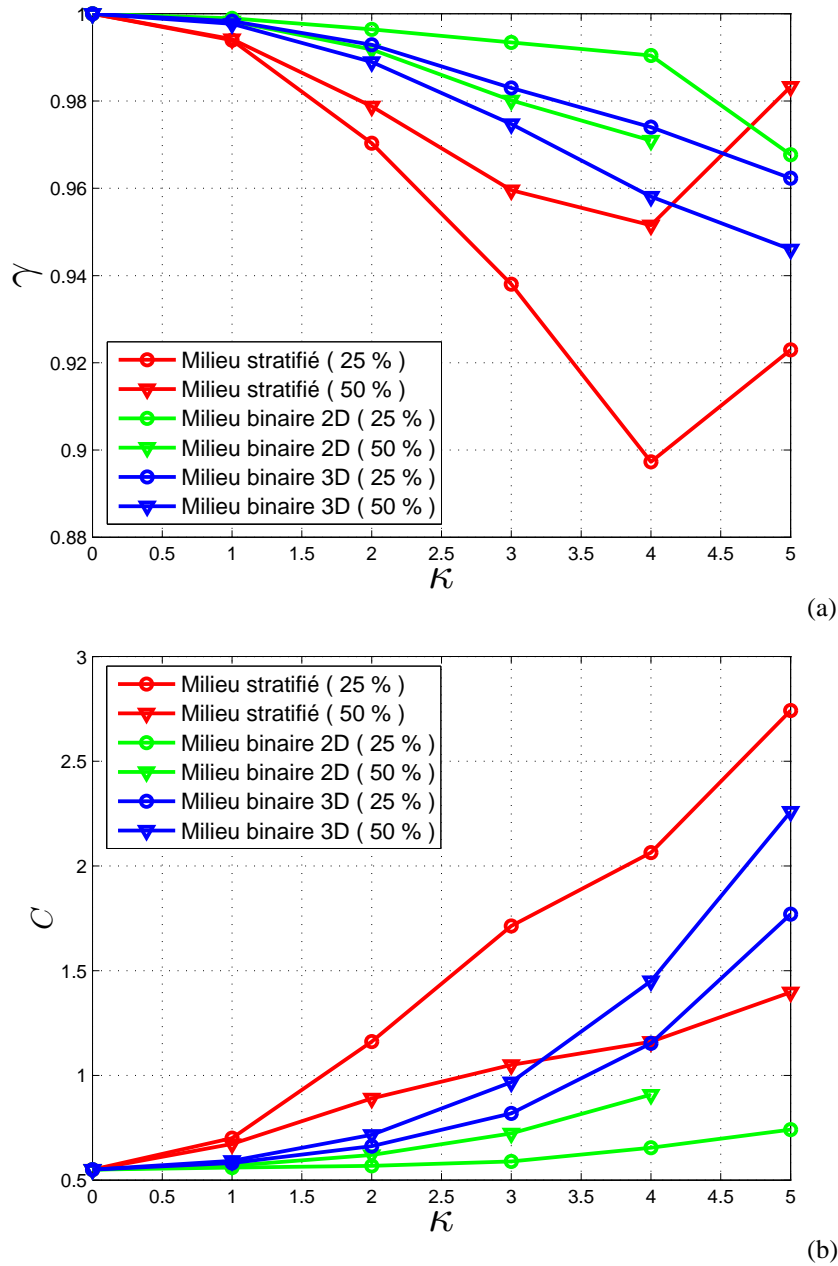 1
0.98
0.96
0.94
0.92
0.9
0.88
γ
Milieu stratifié ( 25 % )
Milieu stratifié ( 50 % )
Milieu binaire 2D ( 25 % )
Milieu binaire 2D ( 50 % )
Milieu binaire 3D ( 25 % )
Milieu binaire 3D ( 50 % )
0 0.5 1 1.5 2 2.5 3 3.5 4 4.5 5
κ
(a)
3
2.5
2
1.5
1
0.5
C
Milieu stratifié ( 25 % )
Milieu stratifié ( 50 % )
Milieu binaire 2D ( 25 % )
Milieu binaire 2D ( 50 % )
Milieu binaire 3D ( 25 % )
Milieu binaire 3D ( 50 % )
0 0.5 1 1.5 2 2.5 3 3.5 4 4.5 5
κ
(b)